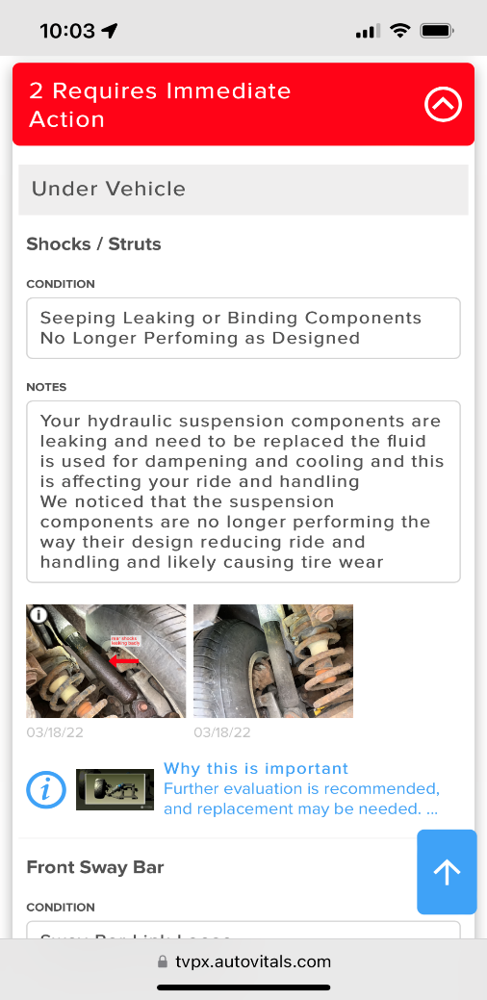 10:03
2 Requires Immediate
Action
Under Vehicle
Shocks / Struts
CONDITION
Seeping Leaking or Binding Components
No Longer Perfoming as Designed
NOTES
Your hydraulic suspension components are
leaking and need to be replaced the fluid
is used for dampening and cooling and this
is affecting your ride and handling
We noticed that the suspension
components are no longer performing the
way their design reducing ride and
handling and likely causing tire wear
rear shocks
leaking badly
03/18/22
03/18/22
Why this is important
Further evaluation is recommended,
and replacement may be needed. ...
Front Sway Bar
CONDITION
Sway Bar Link Loose
tvpx.autovitals.com